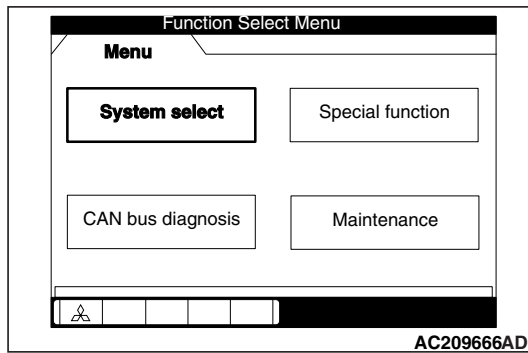 Function Select Menu
Menu
System select
Special function
CAN bus diagnosis
Maintenance
AC209666AD